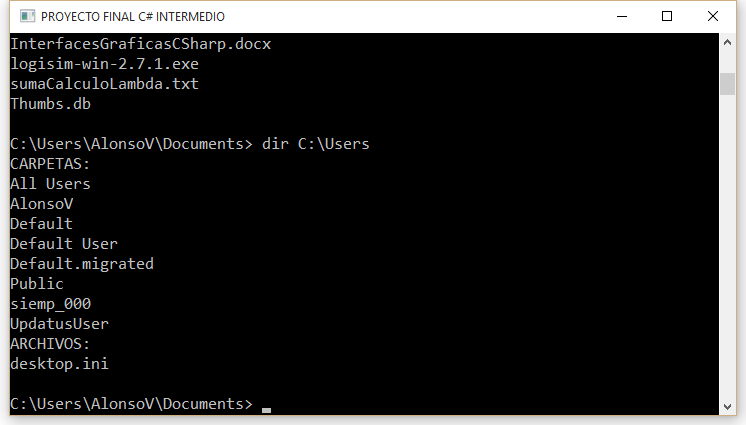 PROYECTO FINAL C# INTERMEDIO
InterfacesGraficasCSharp.docx
logisim-win-2.7.1.exe
sumaCalculoLambda.txt
Thumbs.db
C:\Users\AlonsoV\Documents> dir C:\Users
CARPETAS:
All Users
AlonsoV
Default
Default User
Default.migrated
Public
siemp_000
UpdatusUser
ARCHIVOS:
desktop.ini
C:\Users\AlonsoV\Documents>